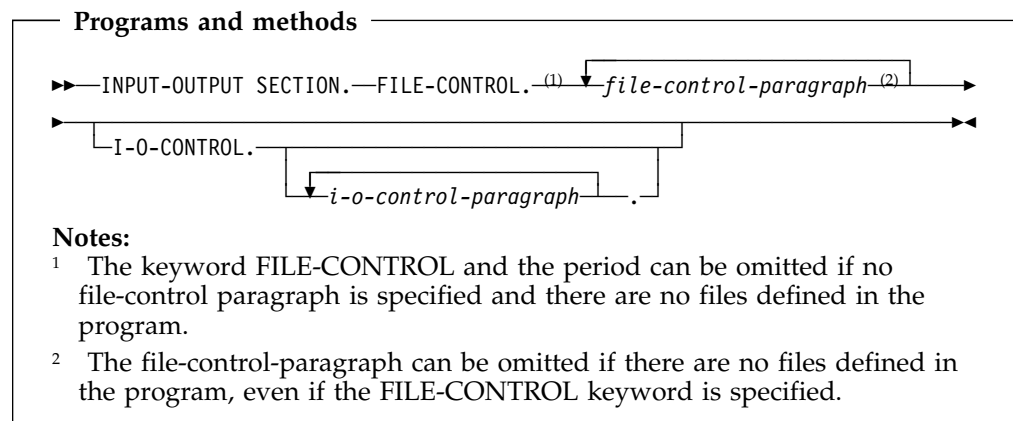 Programs and methods
INPUT-OUTPUT SECTION. FILE-CONTROL. (1) file-control-paragraph (2)
I-O-CONTROL.
i-o-control-paragraph .
Notes:
1 The keyword FILE-CONTROL and the period can be omitted if no
file-control paragraph is specified and there are no files defined in the
program.
2 The file-control-paragraph can be omitted if there are no files defined in
the program, even if the FILE-CONTROL keyword is specified.